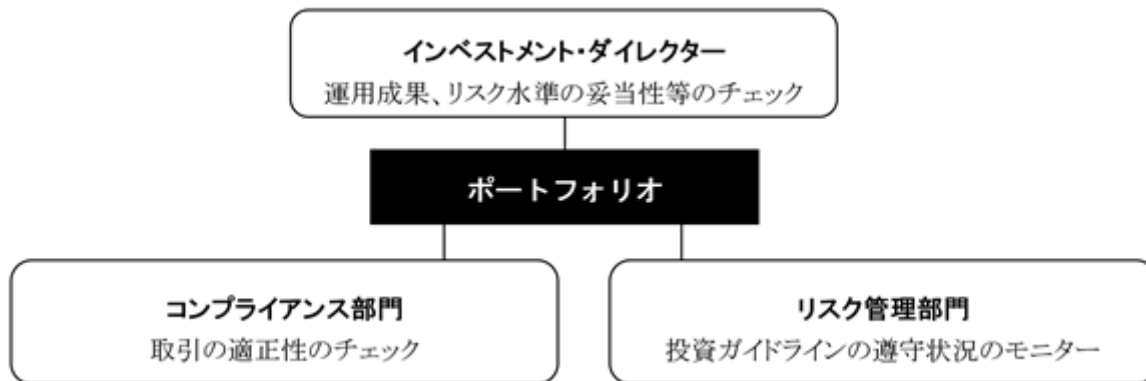 インベストメント・ダイレクター
運用成果、リスク水準の妥当性等のチェック
ポートフォリオ
コンプライアンス部門
取引の適正性のチェック
リスク管理部門
投資ガイドラインの遵守状況のモニター